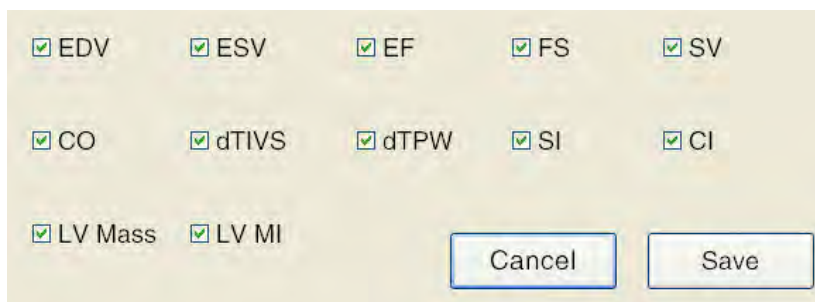 EDV ESV EF FS SV
CO dTIVS dTPW SI CI
LV Mass LV MI
Cancel Save